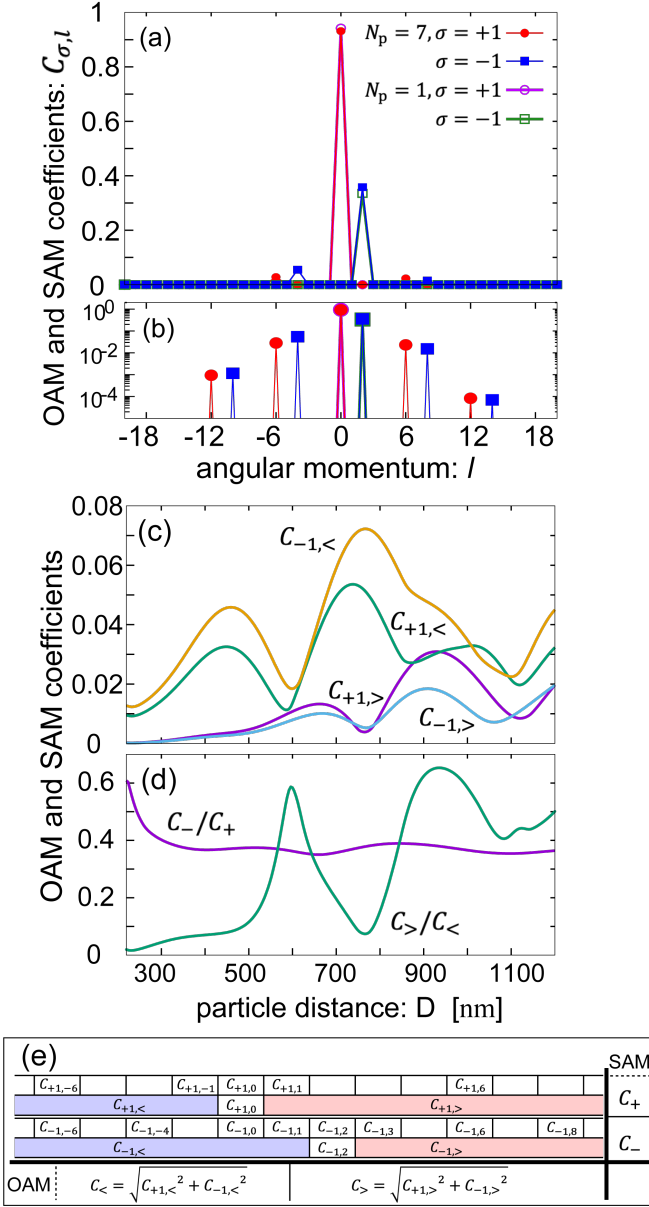 OAM and SAM coefficients: C_{σ,l}
(a)
N_p = 7, σ = +1
σ = −1
N_p = 1, σ = +1
σ = −1
1
0.8
0.6
0.4
0.2
0
(b)
10^0
10^{-2}
10^{-4}
-18 -12 -6 0 6 12 18
angular momentum: l
OAM and SAM coefficients
(c)
0.08
0.06
0.04
0.02
0
C_{−1,<}
C_{+1,<}
C_{+1,>}
C_{−1,>}
(d)
0.6
0.4
0.2
0
C_−/C_+
C_>/C_<
300 500 700 900 1100
particle distance: D [nm]
(e)
SAM
C_{+1,−6} C_{+1,−1} C_{+1,0} C_{+1,1} C_{+1,6}
C_{+1,<} C_{+1,0} C_{+1,>} C_+
C_{−1,−6} C_{−1,−4} C_{−1,0} C_{−1,1} C_{−1,2} C_{−1,3} C_{−1,6} C_{−1,8}
C_{−1,<} C_{−1,2} C_{−1,>} C_−
OAM C_< = √(C_{+1,<}^2 + C_{−1,<}^2) C_> = √(C_{+1,>}^2 + C_{−1,>}^2)